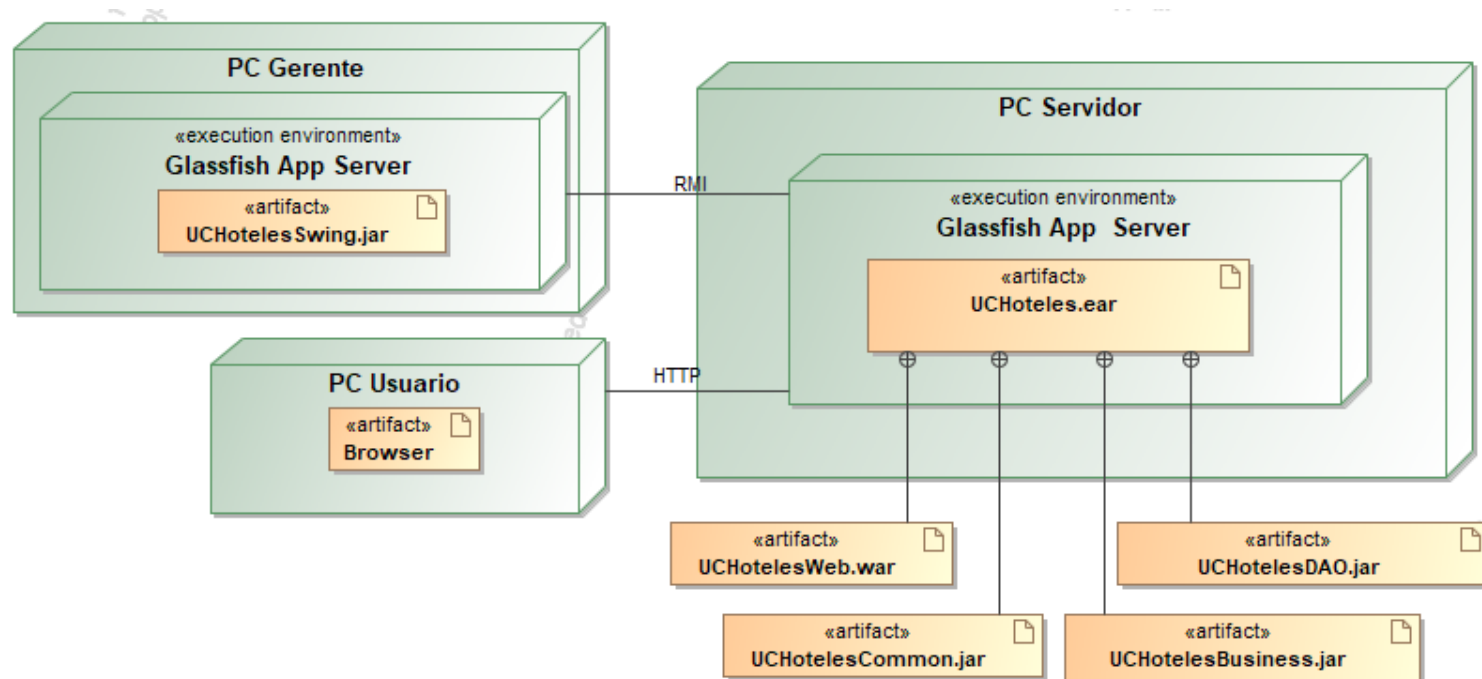 PC Gerente
«execution environment»
Glassfish App Server
«artifact»
UCHotelesSwing.jar
RMI
PC Servidor
«execution environment»
Glassfish App Server
«artifact»
UCHoteles.ear
HTTP
PC Usuario
«artifact»
Browser
«artifact»
UCHotelesWeb.war
«artifact»
UCHotelesDAO.jar
«artifact»
UCHotelesCommon.jar
«artifact»
UCHotelesBusiness.jar